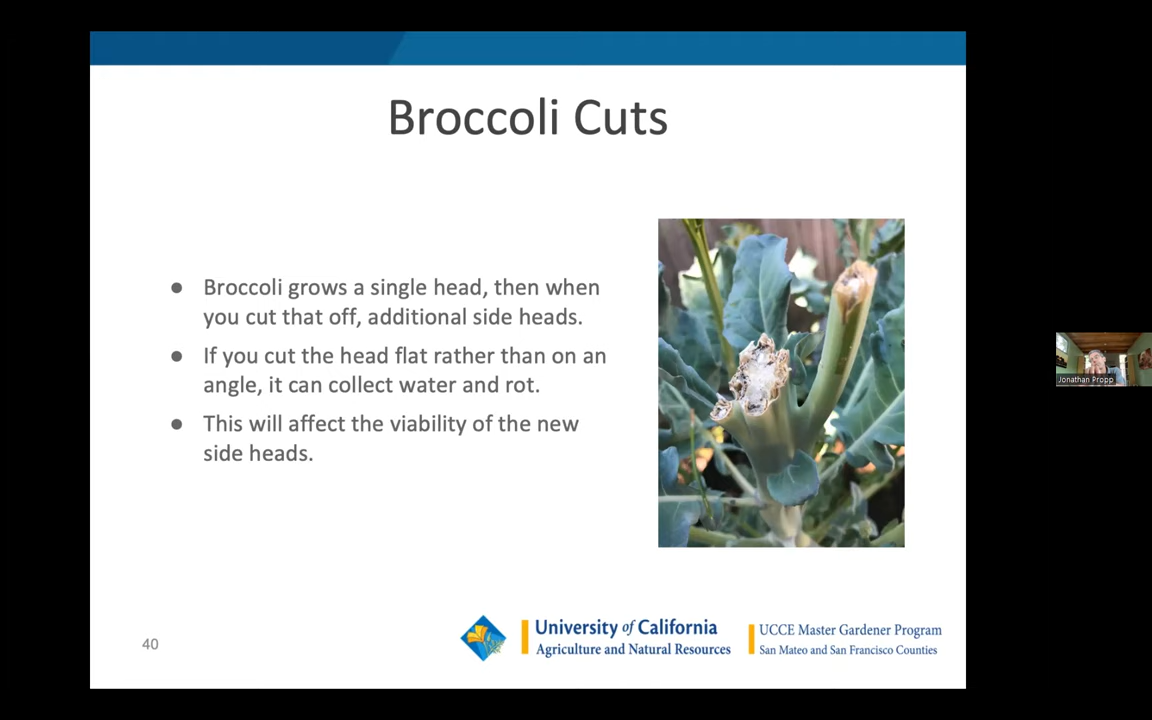 Broccoli Cuts
● Broccoli grows a single head, then when
you cut that off, additional side heads.
● If you cut the head flat rather than on an
angle, it can collect water and rot.
● This will affect the viability of the new
side heads.
Jonathan Propp
40
University of California
Agriculture and Natural Resources
UCCE Master Gardener Program
San Mateo and San Francisco Counties